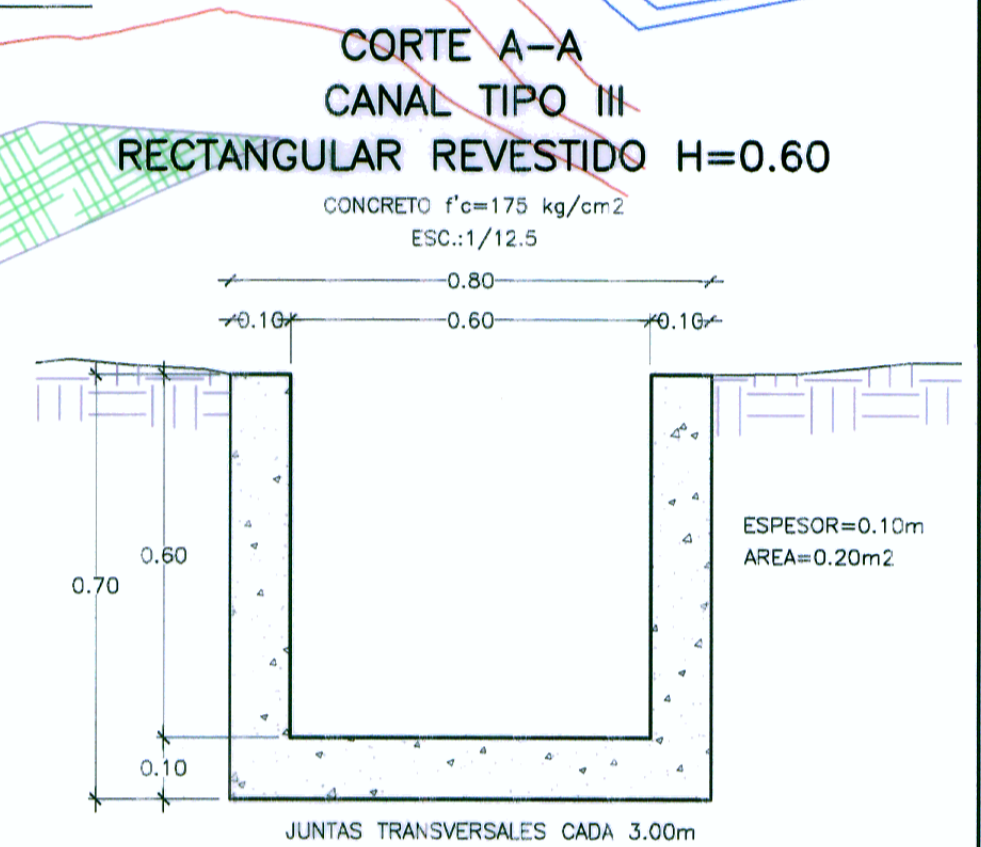 CORTE A-A
CANAL TIPO III
RECTANGULAR REVESTIDO H=0.60
CONCRETO f'c=175 kg/cm2
ESC.:1/12.5
0.80
0.10 0.60 0.10
ESPESOR=0.10m
AREA=0.20m2
0.60
0.70
0.10
JUNTAS TRANSVERSALES CADA 3.00m